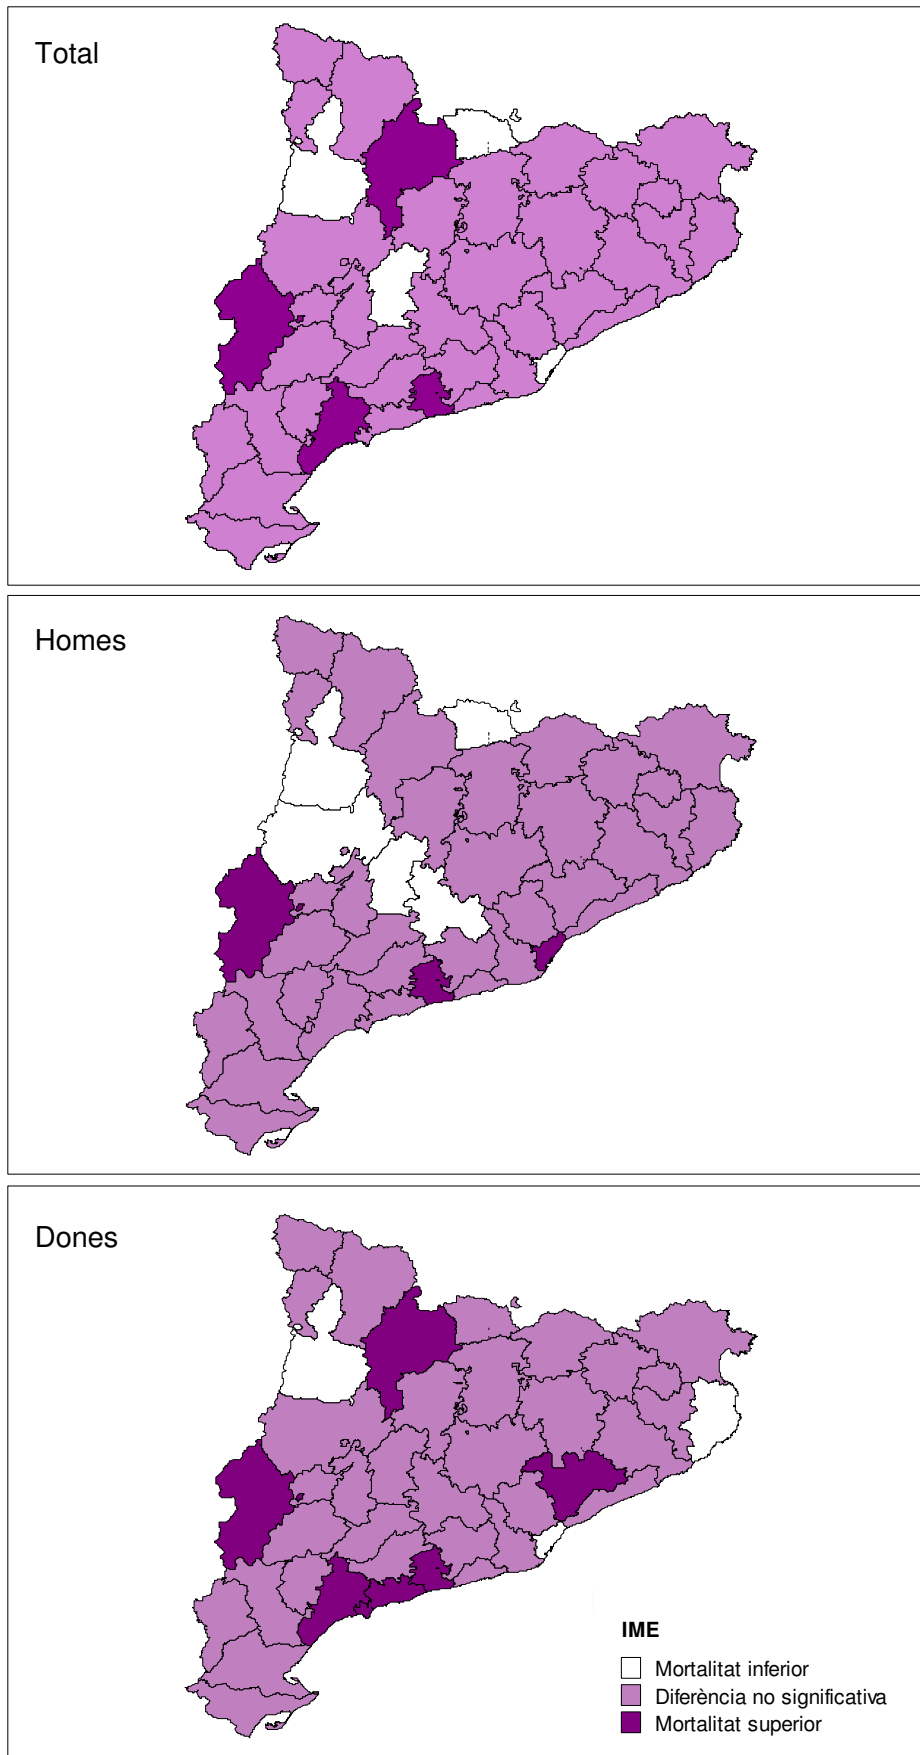 Total
Homes
Dones
IME
Mortalitat inferior
Diferència no significativa
Mortalitat superior